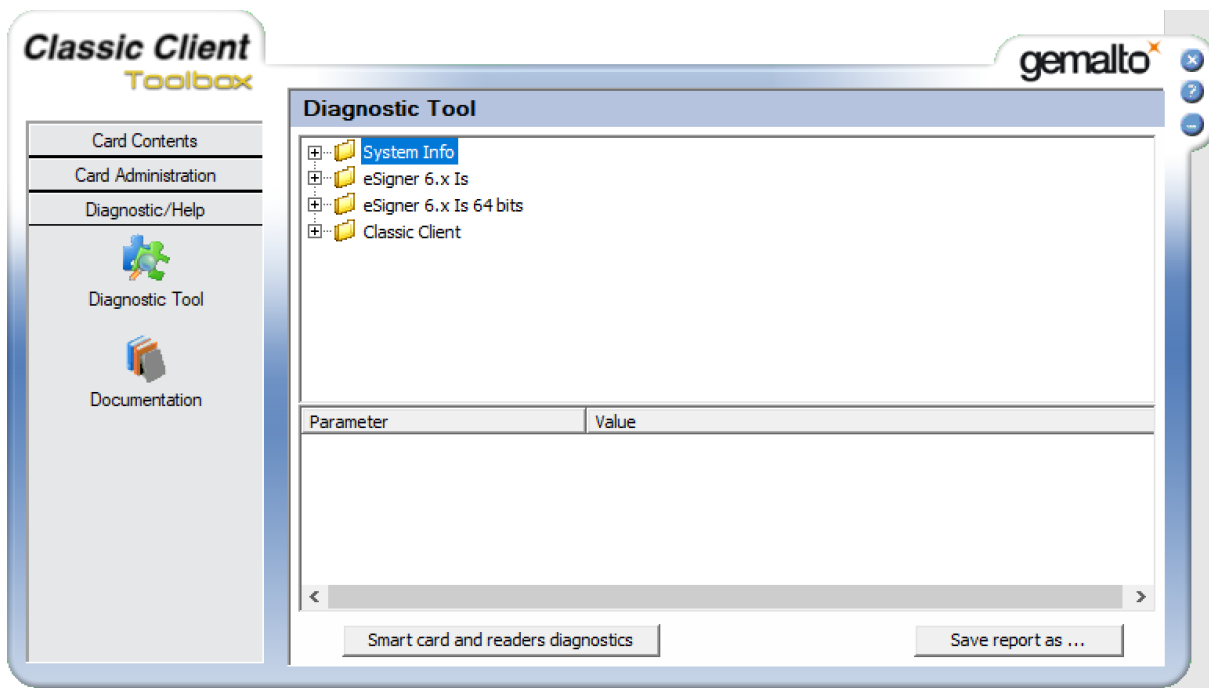 Classic Client
Toolbox
gemalto
Card Contents
Card Administration
Diagnostic/Help
Diagnostic Tool
Documentation
Diagnostic Tool
System Info
eSigner 6.x Is
eSigner 6.x Is 64 bits
Classic Client
Parameter Value
Smart card and readers diagnostics
Save report as ...